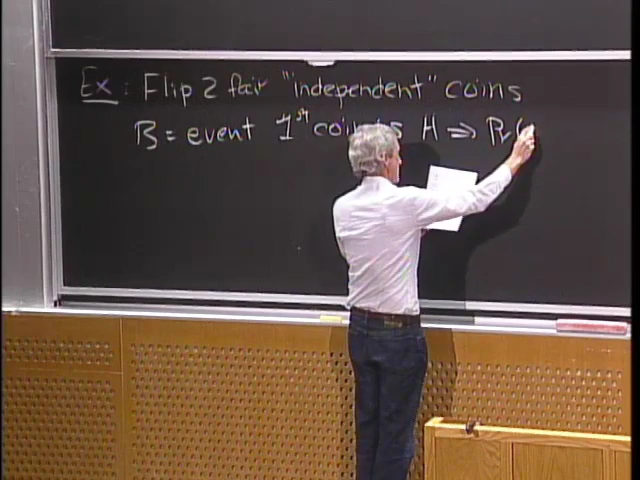 Ex: Flip 2 fair "independent" coins
B = event 1st coin is H ⇒ Pr(